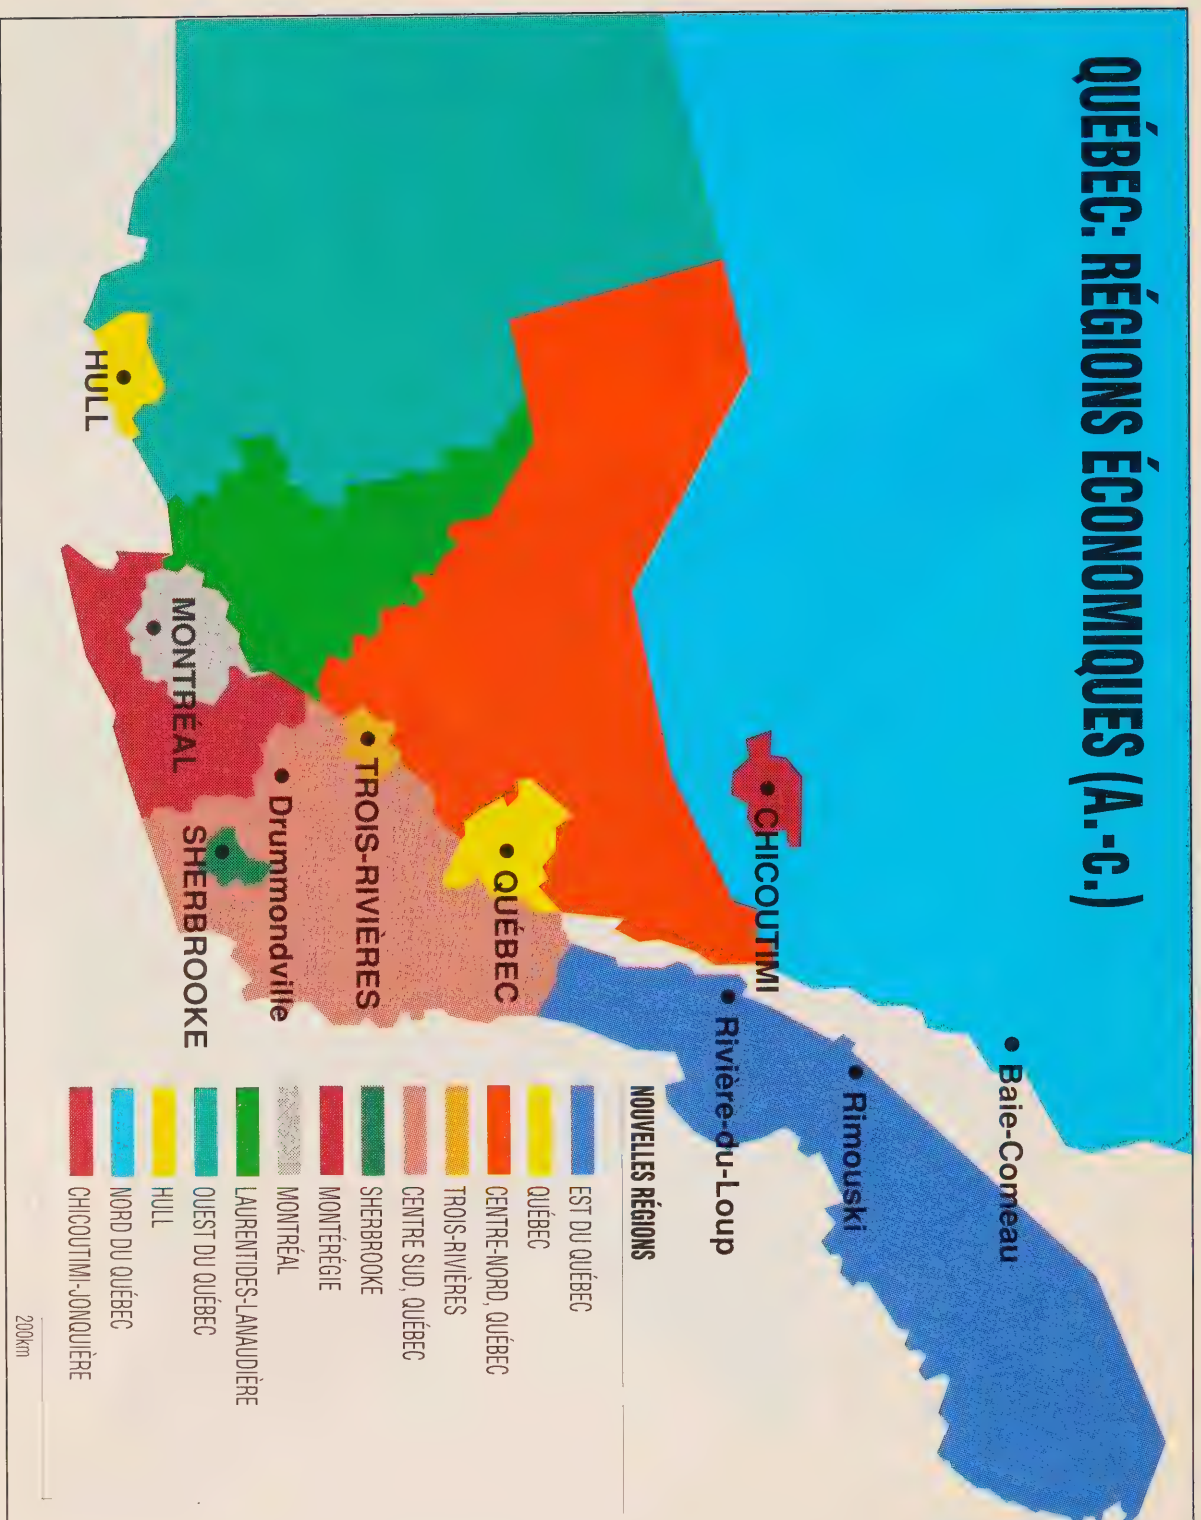 QUÉBEC: RÉGIONS ÉCONOMIQUES (A.-c.)
Baie-Comeau
Rimouski
CHICOUTIMI
Rivière-du-Loup
QUÉBEC
TROIS-RIVIÈRES
Drummondville
SHERBROOKE
MONTRÉAL
HULL
NOUVELLES RÉGIONS
EST DU QUÉBEC
QUÉBEC
CENTRE-NORD, QUÉBEC
TROIS-RIVIÈRES
CENTRE SUD, QUÉBEC
SHERBROOKE
MONTÉRÉGIE
MONTRÉAL
LAURENTIDES-LANAUDIÈRE
OUEST DU QUÉBEC
HULL
NORD DU QUÉBEC
CHICOUTIMI-JONQUIÈRE
200km